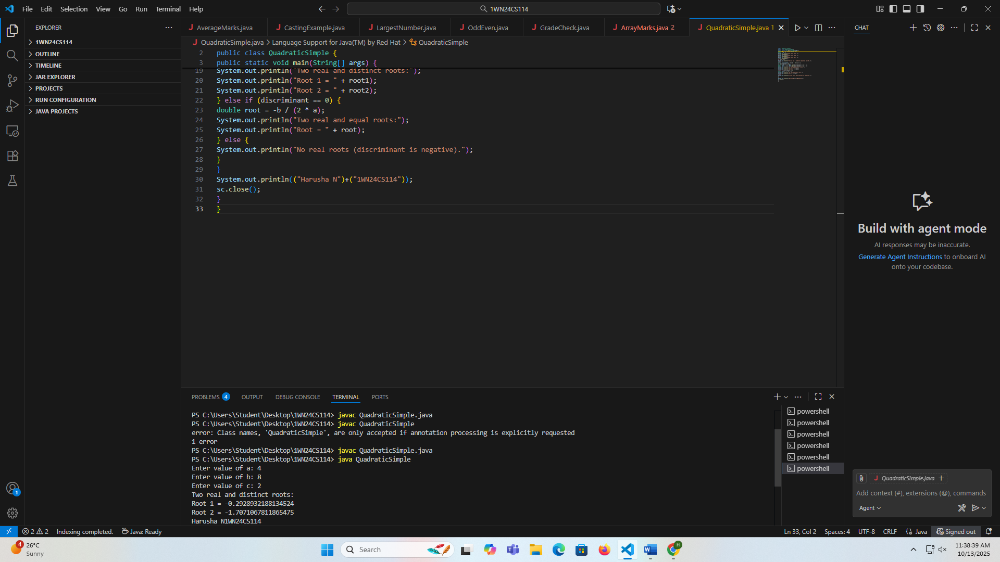 File Edit Selection View Go Run Terminal Help
1WN24CS114
EXPLORER
1WN24CS114
OUTLINE
TIMELINE
JAR EXPLORER
PROJECTS
RUN CONFIGURATION
JAVA PROJECTS
AverageMarks.java CastingExample.java LargestNumber.java OddEven.java GradeCheck.java ArrayMarks.java 2 QuadraticSimple.java 1
QuadraticSimple.java > Language Support for Java(TM) by Red Hat > QuadraticSimple
2 public class QuadraticSimple {
3 public static void main(String[] args) {
19 System.out.println("Two real and distinct roots:");
20 System.out.println("Root 1 = " + root1);
21 System.out.println("Root 2 = " + root2);
22 } else if (discriminant == 0) {
23 double root = -b / (2 * a);
24 System.out.println("Two real and equal roots:");
25 System.out.println("Root = " + root);
26 } else {
27 System.out.println("No real roots (discriminant is negative).");
28 }
29 }
30 System.out.println(("Harusha N")+("1WN24CS114"));
31 sc.close();
32 }
33 }
PROBLEMS 4 OUTPUT DEBUG CONSOLE TERMINAL PORTS
PS C:\Users\Student\Desktop\1WN24CS114> javac QuadraticSimple.java
PS C:\Users\Student\Desktop\1WN24CS114> javac QuadraticSimple
error: Class names, 'QuadraticSimple', are only accepted if annotation processing is explicitly requested
1 error
PS C:\Users\Student\Desktop\1WN24CS114> javac QuadraticSimple.java
PS C:\Users\Student\Desktop\1WN24CS114> java QuadraticSimple
Enter value of a: 4
Enter value of b: 8
Enter value of c: 2
Two real and distinct roots:
Root 1 = -0.2928932188134524
Root 2 = -1.7071067811865475
Harusha N1WN24CS114
powershell
powershell
powershell
powershell
powershell
powershell
CHAT
Build with agent mode
AI responses may be inaccurate.
Generate Agent Instructions to onboard AI
onto your codebase.
QuadraticSimple.java
Add context (#), extensions (@), commands
Agent
1
2 2 Indexing completed. Java: Ready
Ln 33, Col 2 Spaces: 4 UTF-8 CRLF {} Java Signed out
4
26°C
Sunny
Search
H
11:38:39 AM
10/13/2025